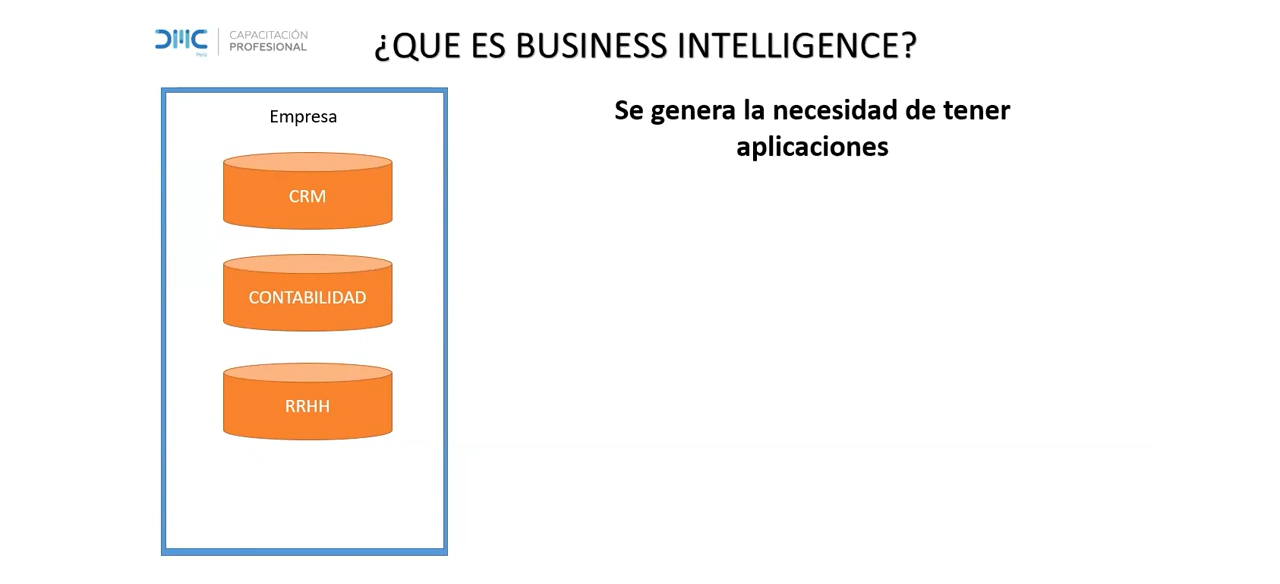 DMC
Perú
CAPACITACIÓN
PROFESIONAL
¿QUE ES BUSINESS INTELLIGENCE?
Empresa
CRM
CONTABILIDAD
RRHH
Se genera la necesidad de tener
aplicaciones